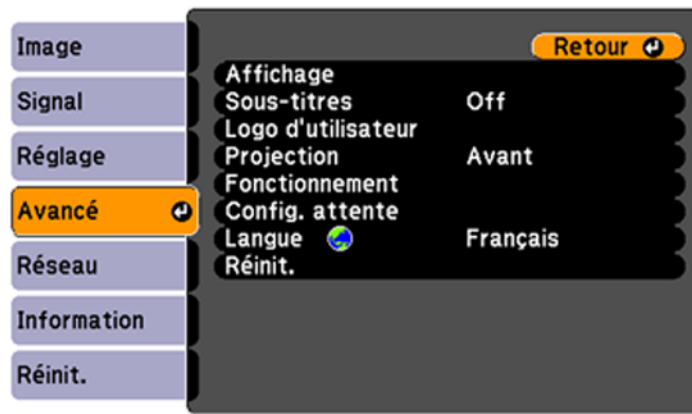 Image
Signal
Réglage
Avancé
Réseau
Information
Réinit.
Retour
Affichage
Sous-titres Off
Logo d'utilisateur
Projection Avant
Fonctionnement
Config. attente
Langue Français
Réinit.